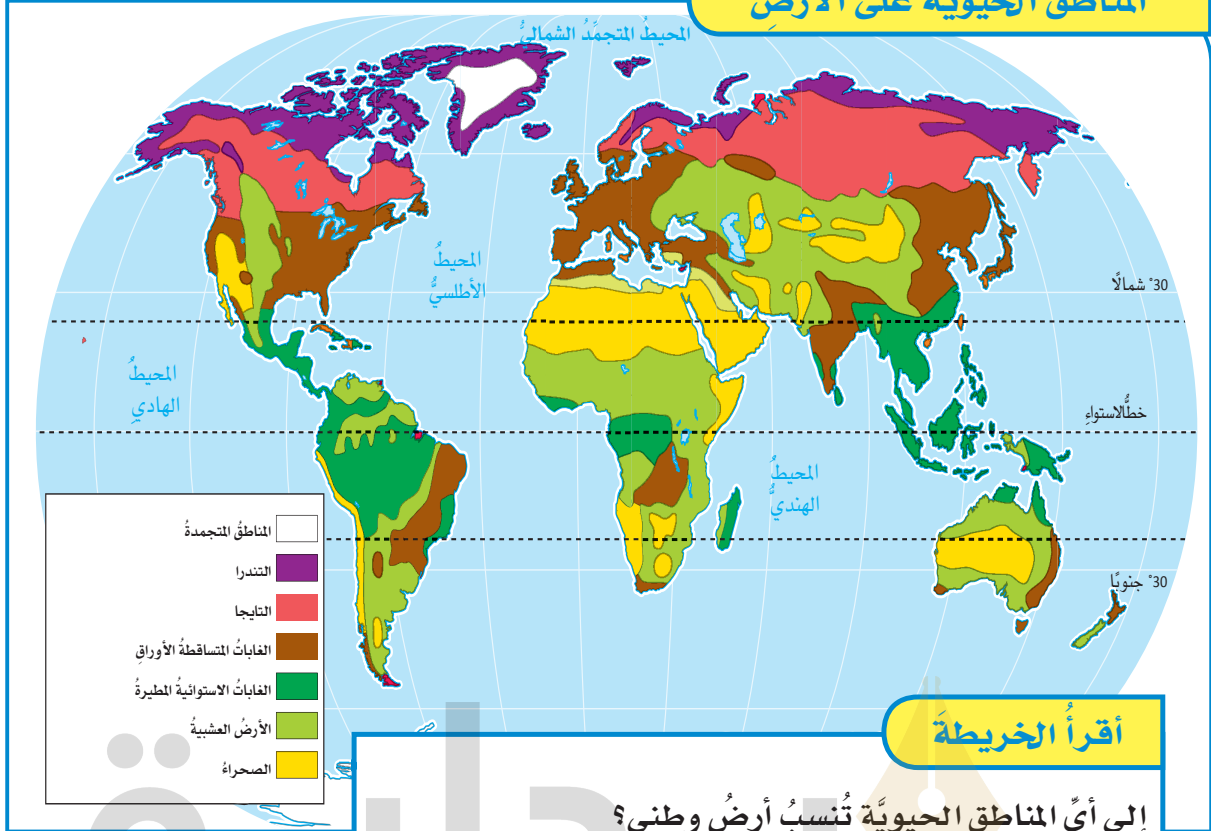 المناطق الحيوية على الأرضِ
المحيطُ المتجمِّدُ الشماليُّ
المحيطُ
الأطلسيُّ
30° شمالًا
المحيطُ
الهادي
خطُّ الاستواءِ
المحيطُ
الهنديُّ
30° جنوبًا
المناطقُ المتجمدةُ
التندرا
التايجا
الغاباتُ المتساقطةُ الأوراقِ
الغاباتُ الاستوائيةُ المطيرةُ
الأرضُ العشبيةُ
الصحراءُ
أقرأُ الخريطةَ
إلى أيِّ المناطق الحيويَّة تُنسبُ أرضُ وطني؟